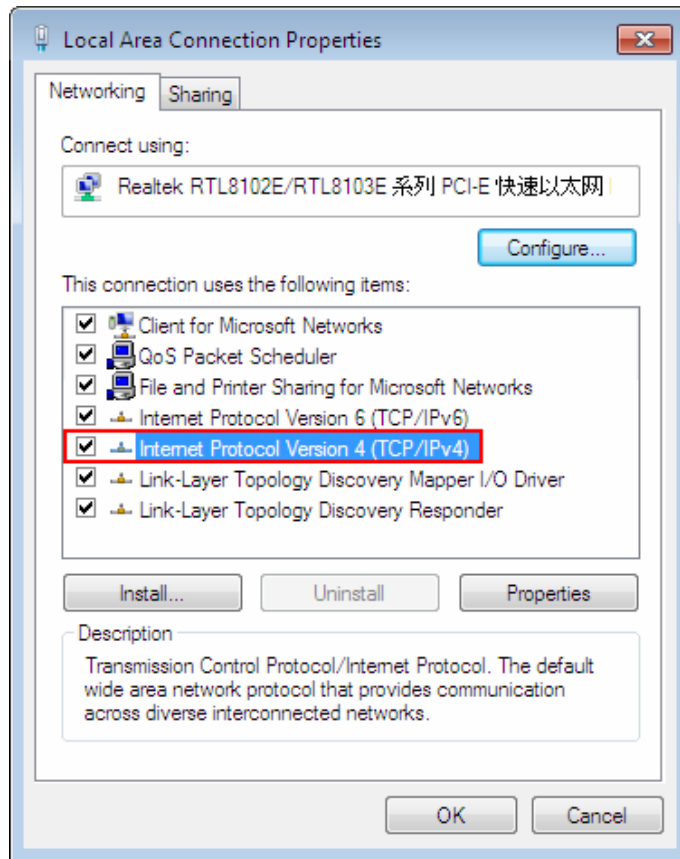 Local Area Connection Properties
Networking
Sharing
Connect using:
Realtek RTL8102E/RTL8103E 系列 PCI-E 快速以太网
Configure...
This connection uses the following items:
Client for Microsoft Networks
QoS Packet Scheduler
File and Printer Sharing for Microsoft Networks
Internet Protocol Version 6 (TCP/IPv6)
Internet Protocol Version 4 (TCP/IPv4)
Link-Layer Topology Discovery Mapper I/O Driver
Link-Layer Topology Discovery Responder
Install...
Uninstall
Properties
Description
Transmission Control Protocol/Internet Protocol. The default
wide area network protocol that provides communication
across diverse interconnected networks.
OK
Cancel